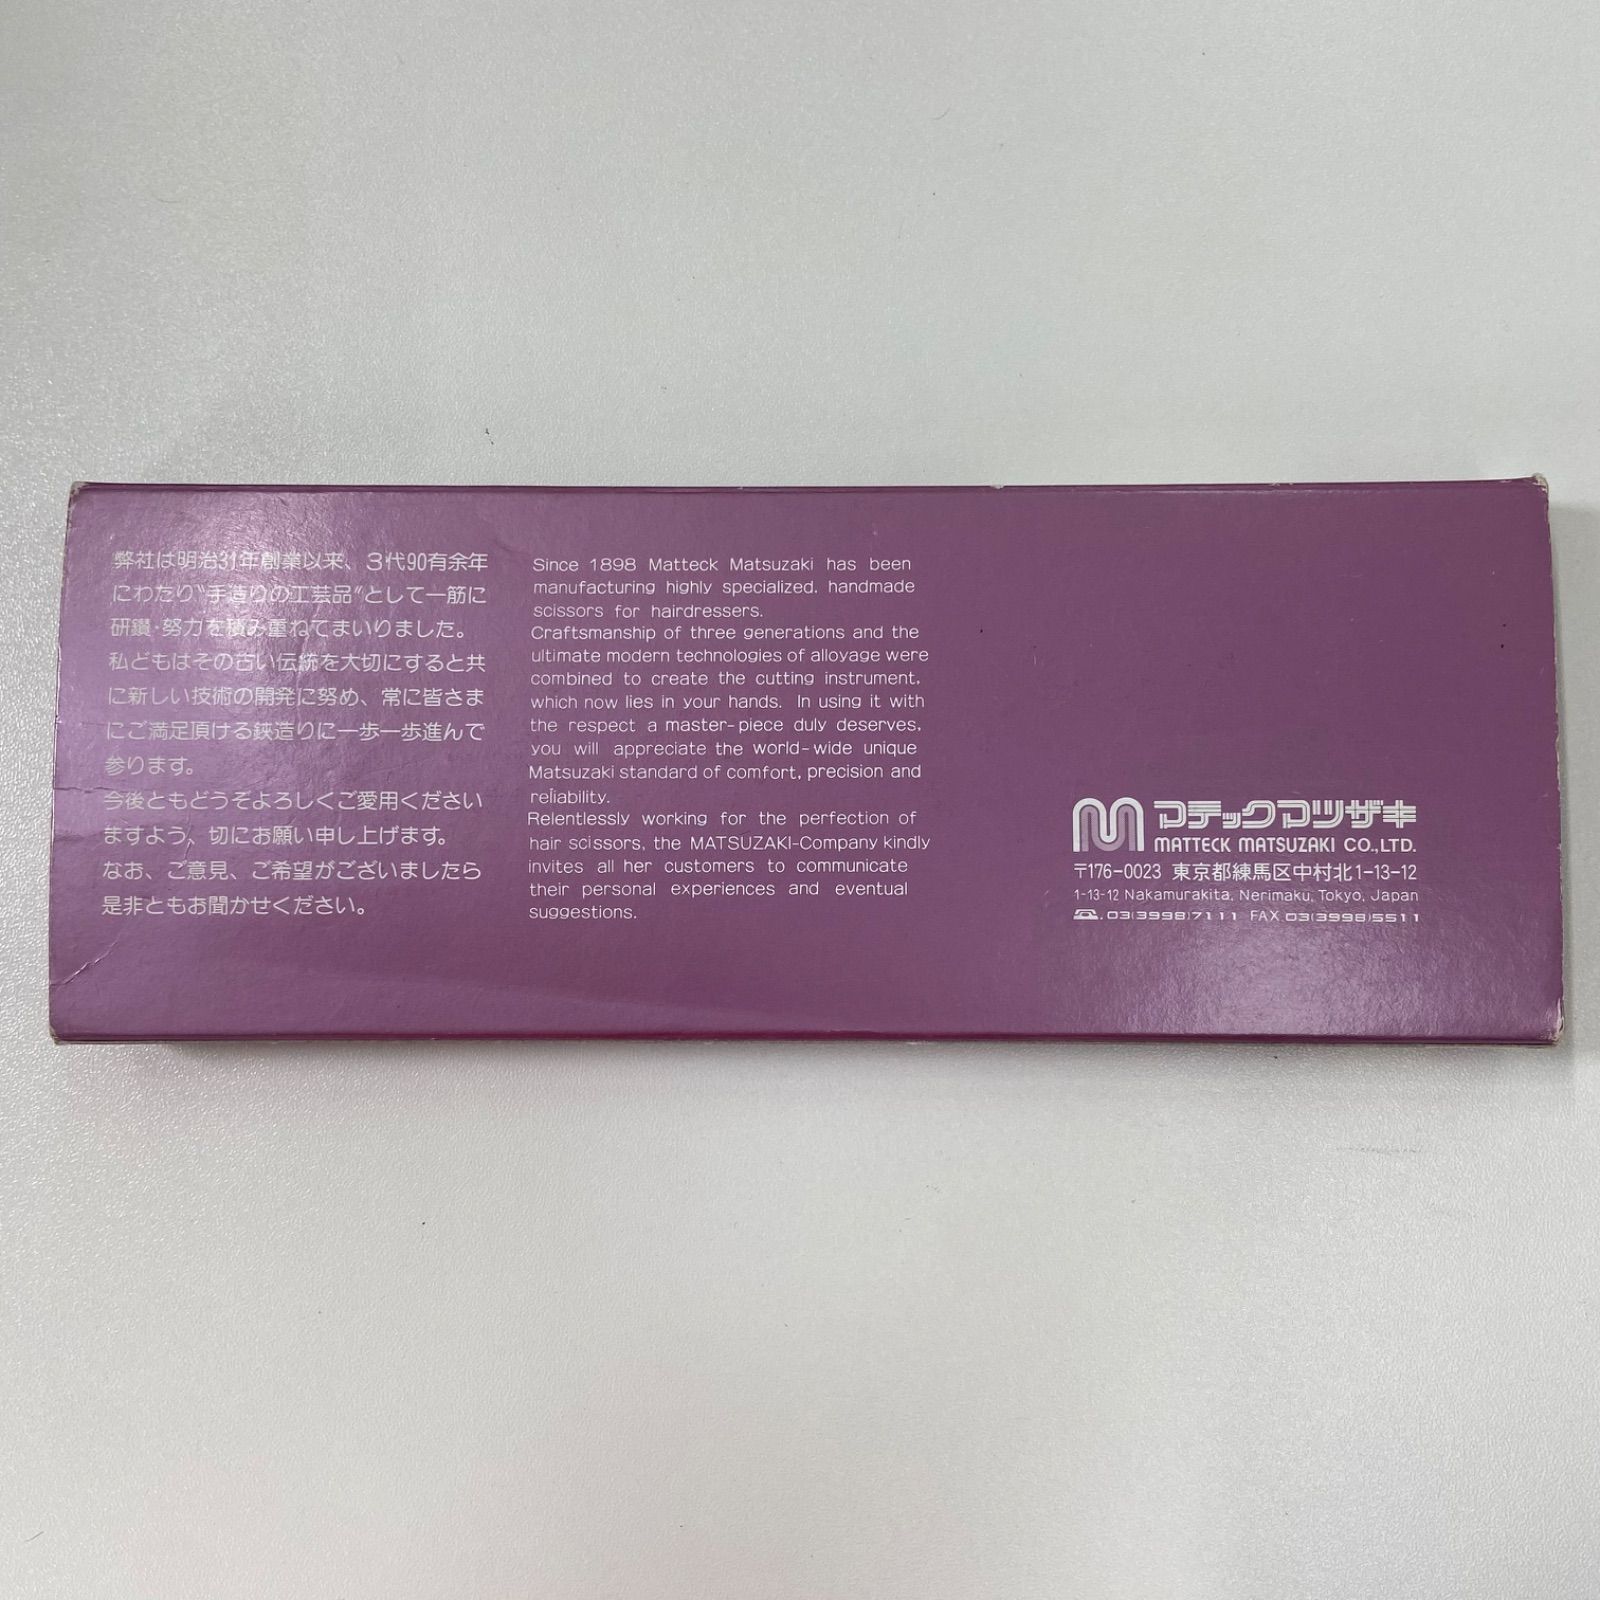 弊社は明治31年創業以来、３代90有余年
にわたり〝手造りの工芸品〟として一筋に
研鑽・努力を積み重ねてまいりました。
私どもはその古い伝統を大切にすると共
に新しい技術の開発に努め、常に皆さま
にご満足頂ける鋏造りに一歩一歩進んで
参ります。
今後ともどうぞよろしくご愛用ください
ますよう、切にお願い申し上げます。
なお、ご意見、ご希望がございましたら
是非ともお聞かせください。
Since 1898 Matteck Matsuzaki has been
manufacturing highly specialized, handmade
scissors for hairdressers.
Craftsmanship of three generations and the
ultimate modern technologies of alloyage were
combined to create the cutting instrument,
which now lies in your hands. In using it with
the respect a master-piece duly deserves,
you will appreciate the world-wide unique
Matsuzaki standard of comfort, precision and
reliability.
Relentlessly working for the perfection of
hair scissors, the MATSUZAKI-Company kindly
invites all her customers to communicate
their personal experiences and eventual
suggestions.
マテックマツザキ
MATTECK MATSUZAKI CO.,LTD.
〒176-0023 東京都練馬区中村北1-13-12
1-13-12 Nakamurakita, Nerimaku, Tokyo, Japan
☎. 03(3998)7111 FAX 03(3998)5511